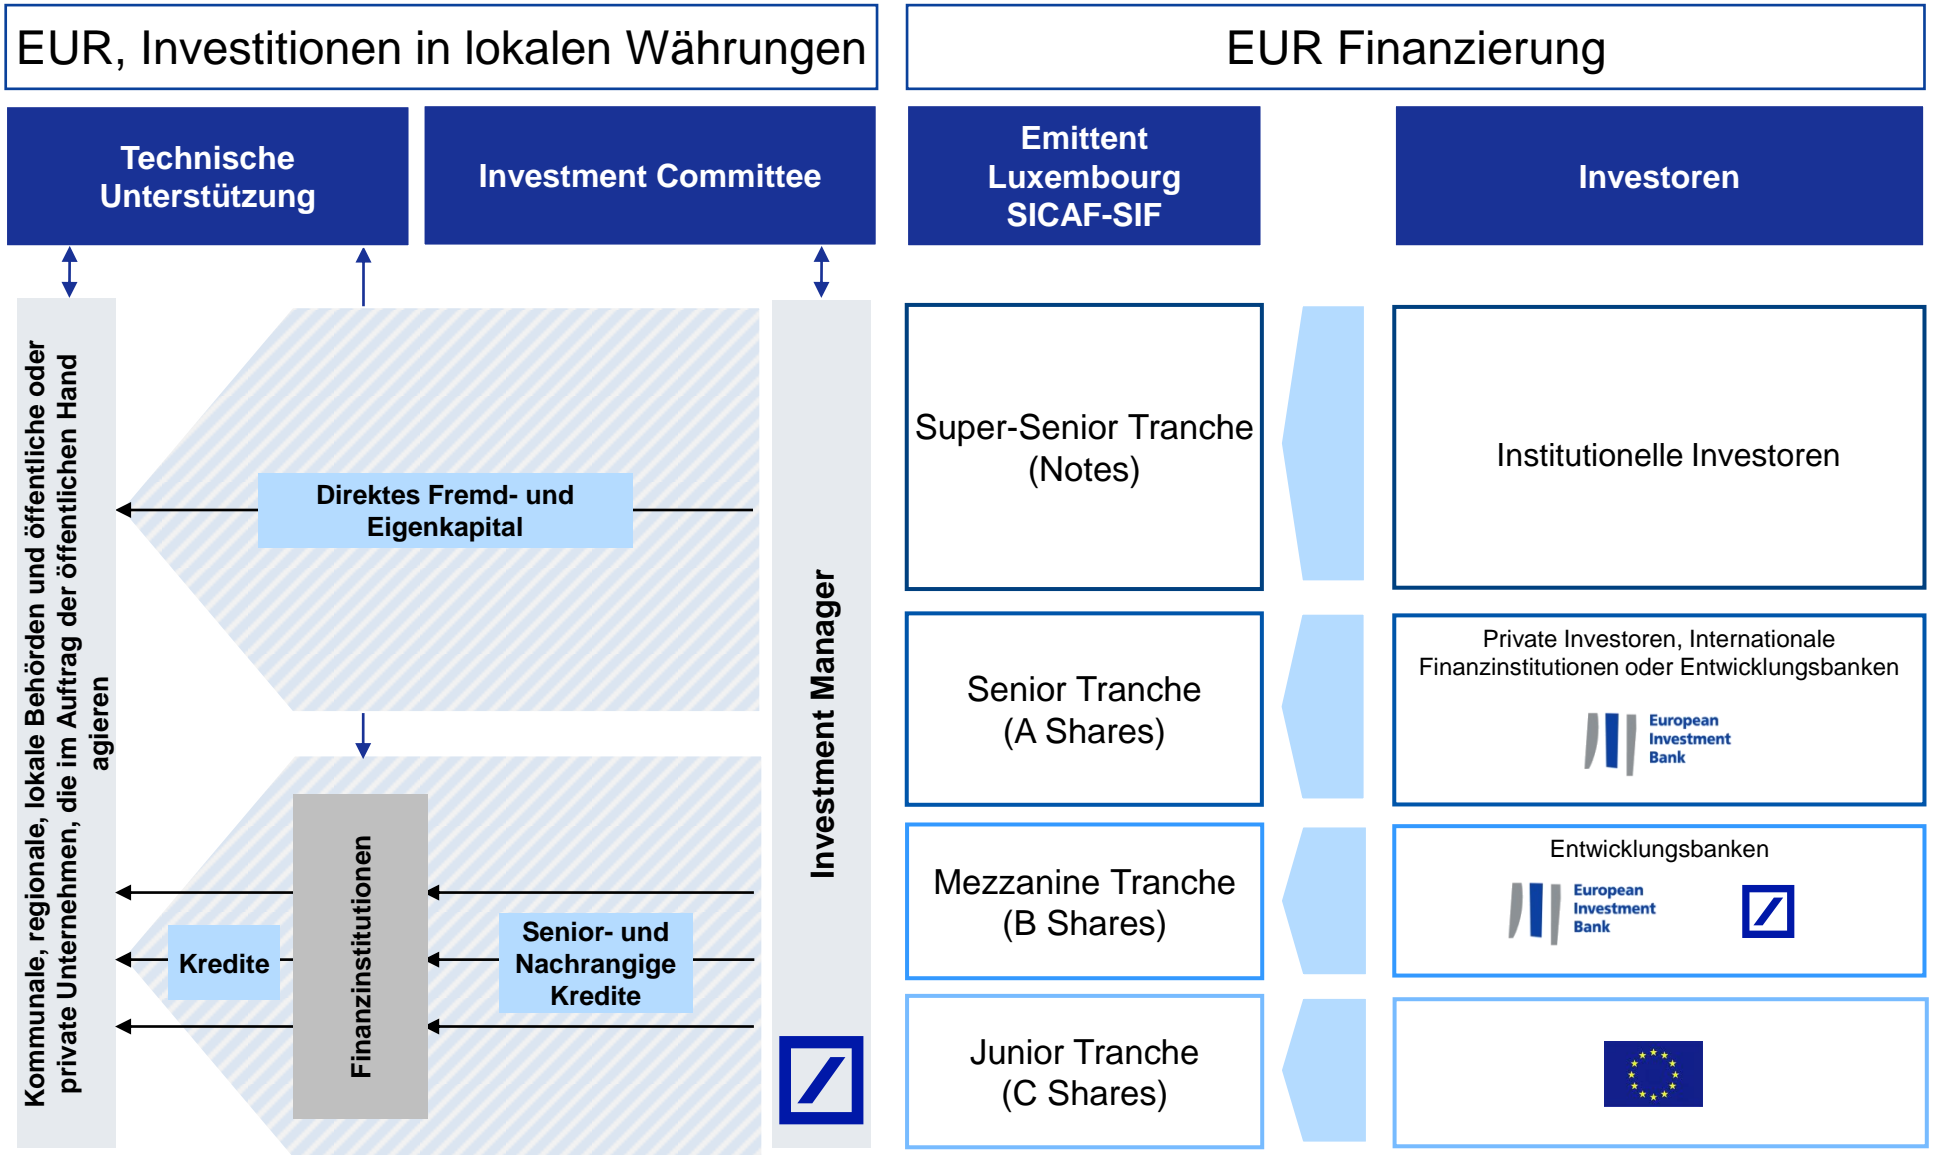 EUR, Investitionen in lokalen Währungen
EUR Finanzierung
Technische
Unterstützung
Investment Committee
Emittent
Luxembourg
SICAF-SIF
Investoren
Kommunale, regionale, lokale Behörden und öffentliche oder
private Unternehmen, die im Auftrag der öffentlichen Hand
agieren
Direktes Fremd- und
Eigenkapital
Kredite
Finanzinstitutionen
Senior- und
Nachrangige
Kredite
Investment Manager
Super-Senior Tranche
(Notes)
Institutionelle Investoren
Senior Tranche
(A Shares)
Private Investoren, Internationale
Finanzinstitutionen oder Entwicklungsbanken
European
Investment
Bank
Mezzanine Tranche
(B Shares)
Entwicklungsbanken
European
Investment
Bank
Junior Tranche
(C Shares)